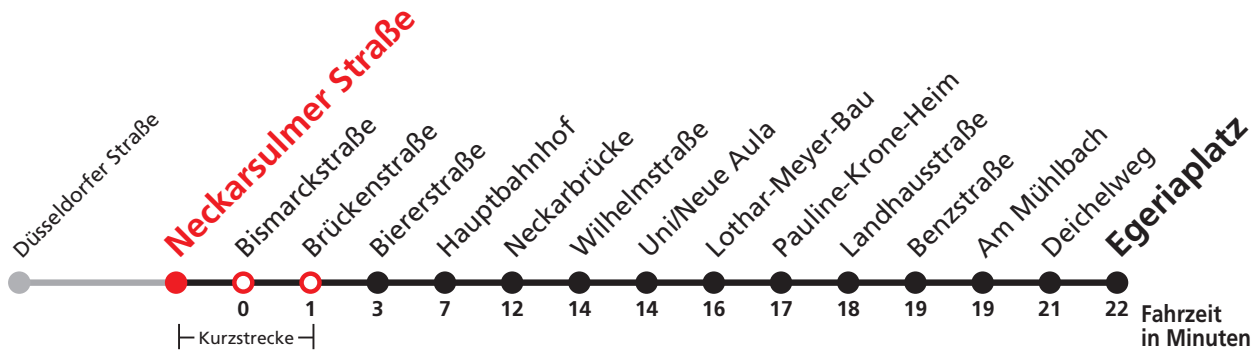 Düsseldorfer Straße
Neckarsulmer Straße
Bismarckstraße
Brückenstraße
Biererstraße
Hauptbahnhof
Neckarbrücke
Wilhelmstraße
Uni/Neue Aula
Lothar-Meyer-Bau
Pauline-Krone-Heim
Landhausstraße
Benzstraße
Am Mühlbach
Deichelweg
Egeriaplatz
0 1 3 7 12 14 14 16 17 18 19 19 21 22
Fahrzeit
in Minuten
Kurzstrecke